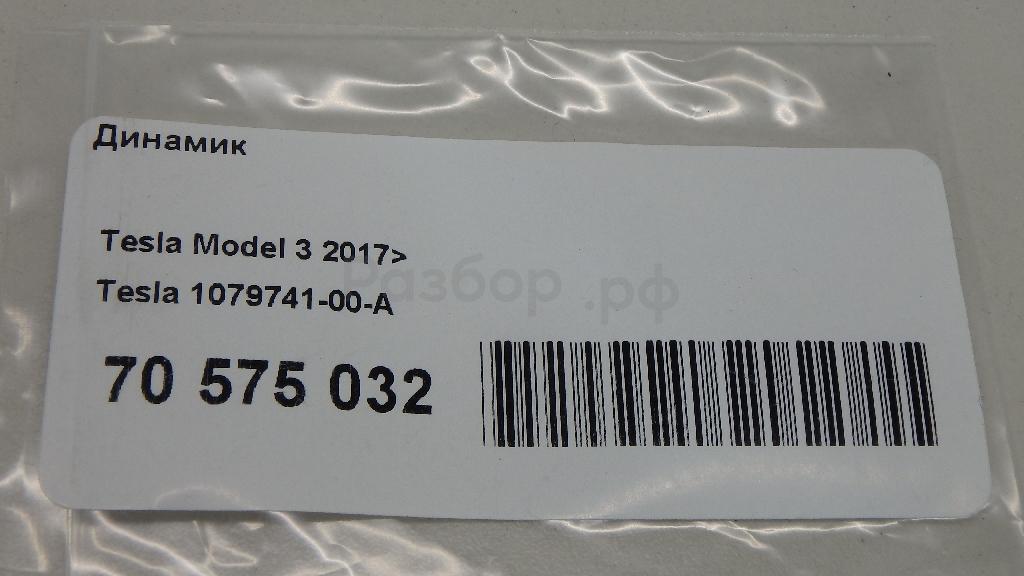 Динамик
Tesla Model 3 2017>
Разбор.рф
Tesla 1079741-00-A
70 575 032